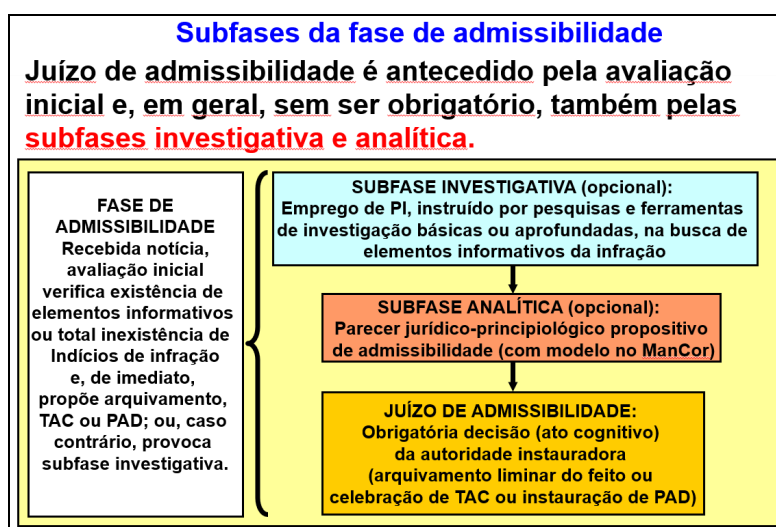 Subfases da fase de admissibilidade
Juízo de admissibilidade é antecedido pela avaliação
inicial e, em geral, sem ser obrigatório, também pelas
subfases investigativa e analítica.
FASE DE
ADMISSIBILIDADE
Recebida notícia,
avaliação inicial
verifica existência de
elementos informativos
ou total inexistência de
Indícios de infração
e, de imediato,
propõe arquivamento,
TAC ou PAD; ou, caso
contrário, provoca
subfase investigativa.
SUBFASE INVESTIGATIVA (opcional):
Emprego de PI, instruído por pesquisas e ferramentas
de investigação básicas ou aprofundadas, na busca de
elementos informativos da infração
SUBFASE ANALÍTICA (opcional):
Parecer jurídico-principiológico propositivo
de admissibilidade (com modelo no ManCor)
JUÍZO DE ADMISSIBILIDADE:
Obrigatória decisão (ato cognitivo)
da autoridade instauradora
(arquivamento liminar do feito ou
celebração de TAC ou instauração de PAD)